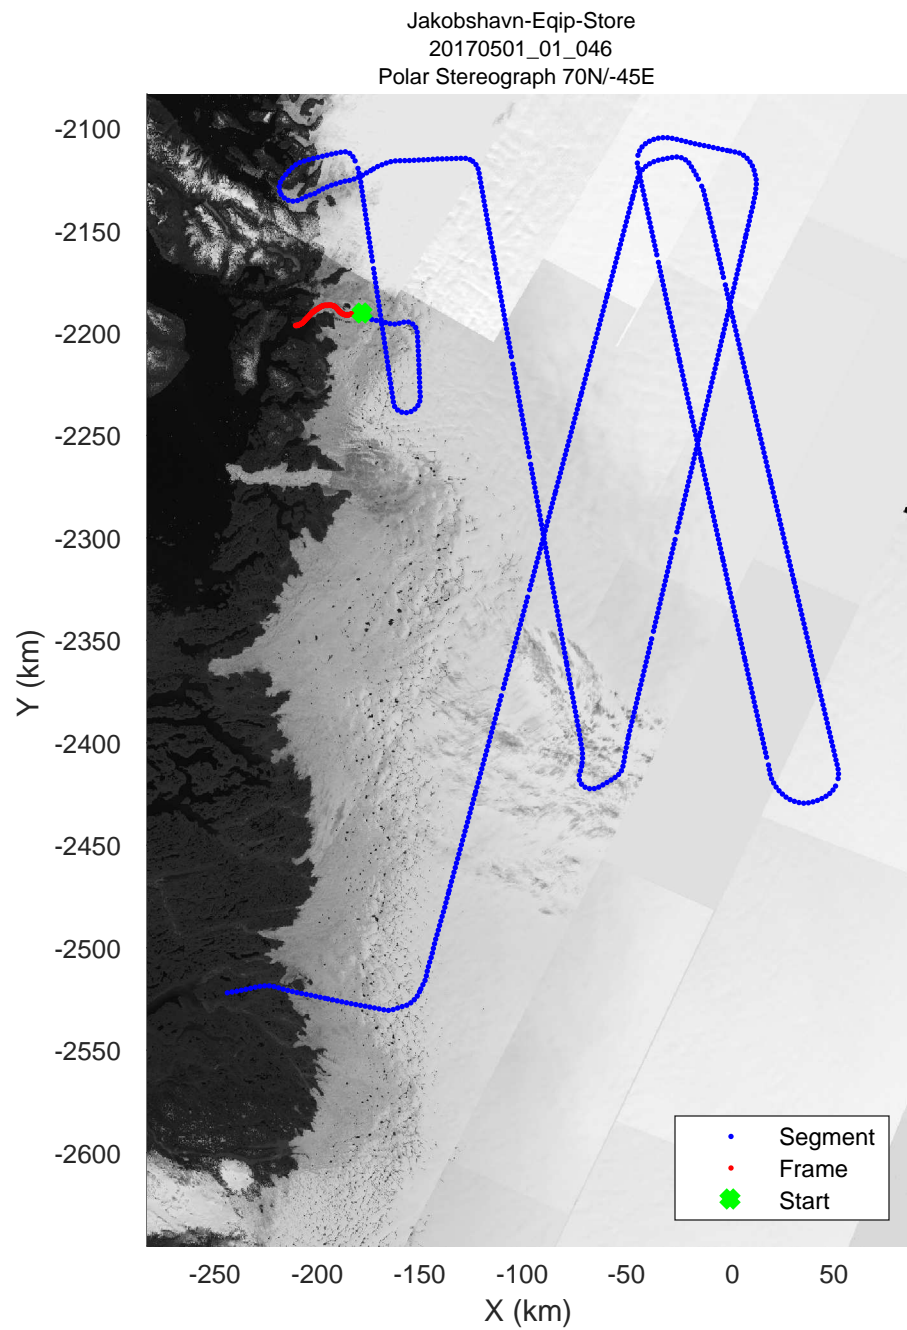 Jakobshavn-Eqip-Store
20170501_01_046
Polar Stereograph 70N/-45E
-2100
-2150
-2200
-2250
-2300
-2350
-2400
-2450
-2500
-2550
-2600
Y (km)
Segment
Frame
Start
-250 -200 -150 -100 -50 0 50
X (km)